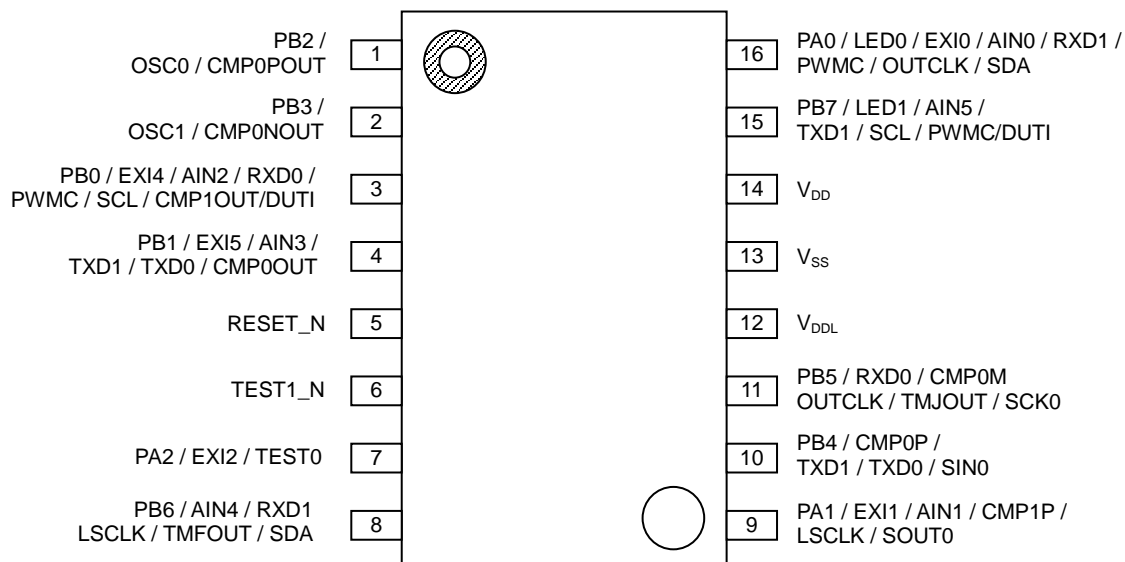 PB2 /
OSC0 / CMP0POUT
1
PB3 /
OSC1 / CMP0NOUT
2
PB0 / EXI4 / AIN2 / RXD0 /
PWMC / SCL / CMP1OUT/DUTI
3
PB1 / EXI5 / AIN3 /
TXD1 / TXD0 / CMP0OUT
4
RESET_N
5
TEST1_N
6
PA2 / EXI2 / TEST0
7
PB6 / AIN4 / RXD1
LSCLK / TMFOUT / SDA
8
16
PA0 / LED0 / EXI0 / AIN0 / RXD1 /
PWMC / OUTCLK / SDA
15
PB7 / LED1 / AIN5 /
TXD1 / SCL / PWMC/DUTI
14
VDD
13
VSS
12
VDDL
11
PB5 / RXD0 / CMP0M
OUTCLK / TMJOUT / SCK0
10
PB4 / CMP0P /
TXD1 / TXD0 / SIN0
9
PA1 / EXI1 / AIN1 / CMP1P /
LSCLK / SOUT0